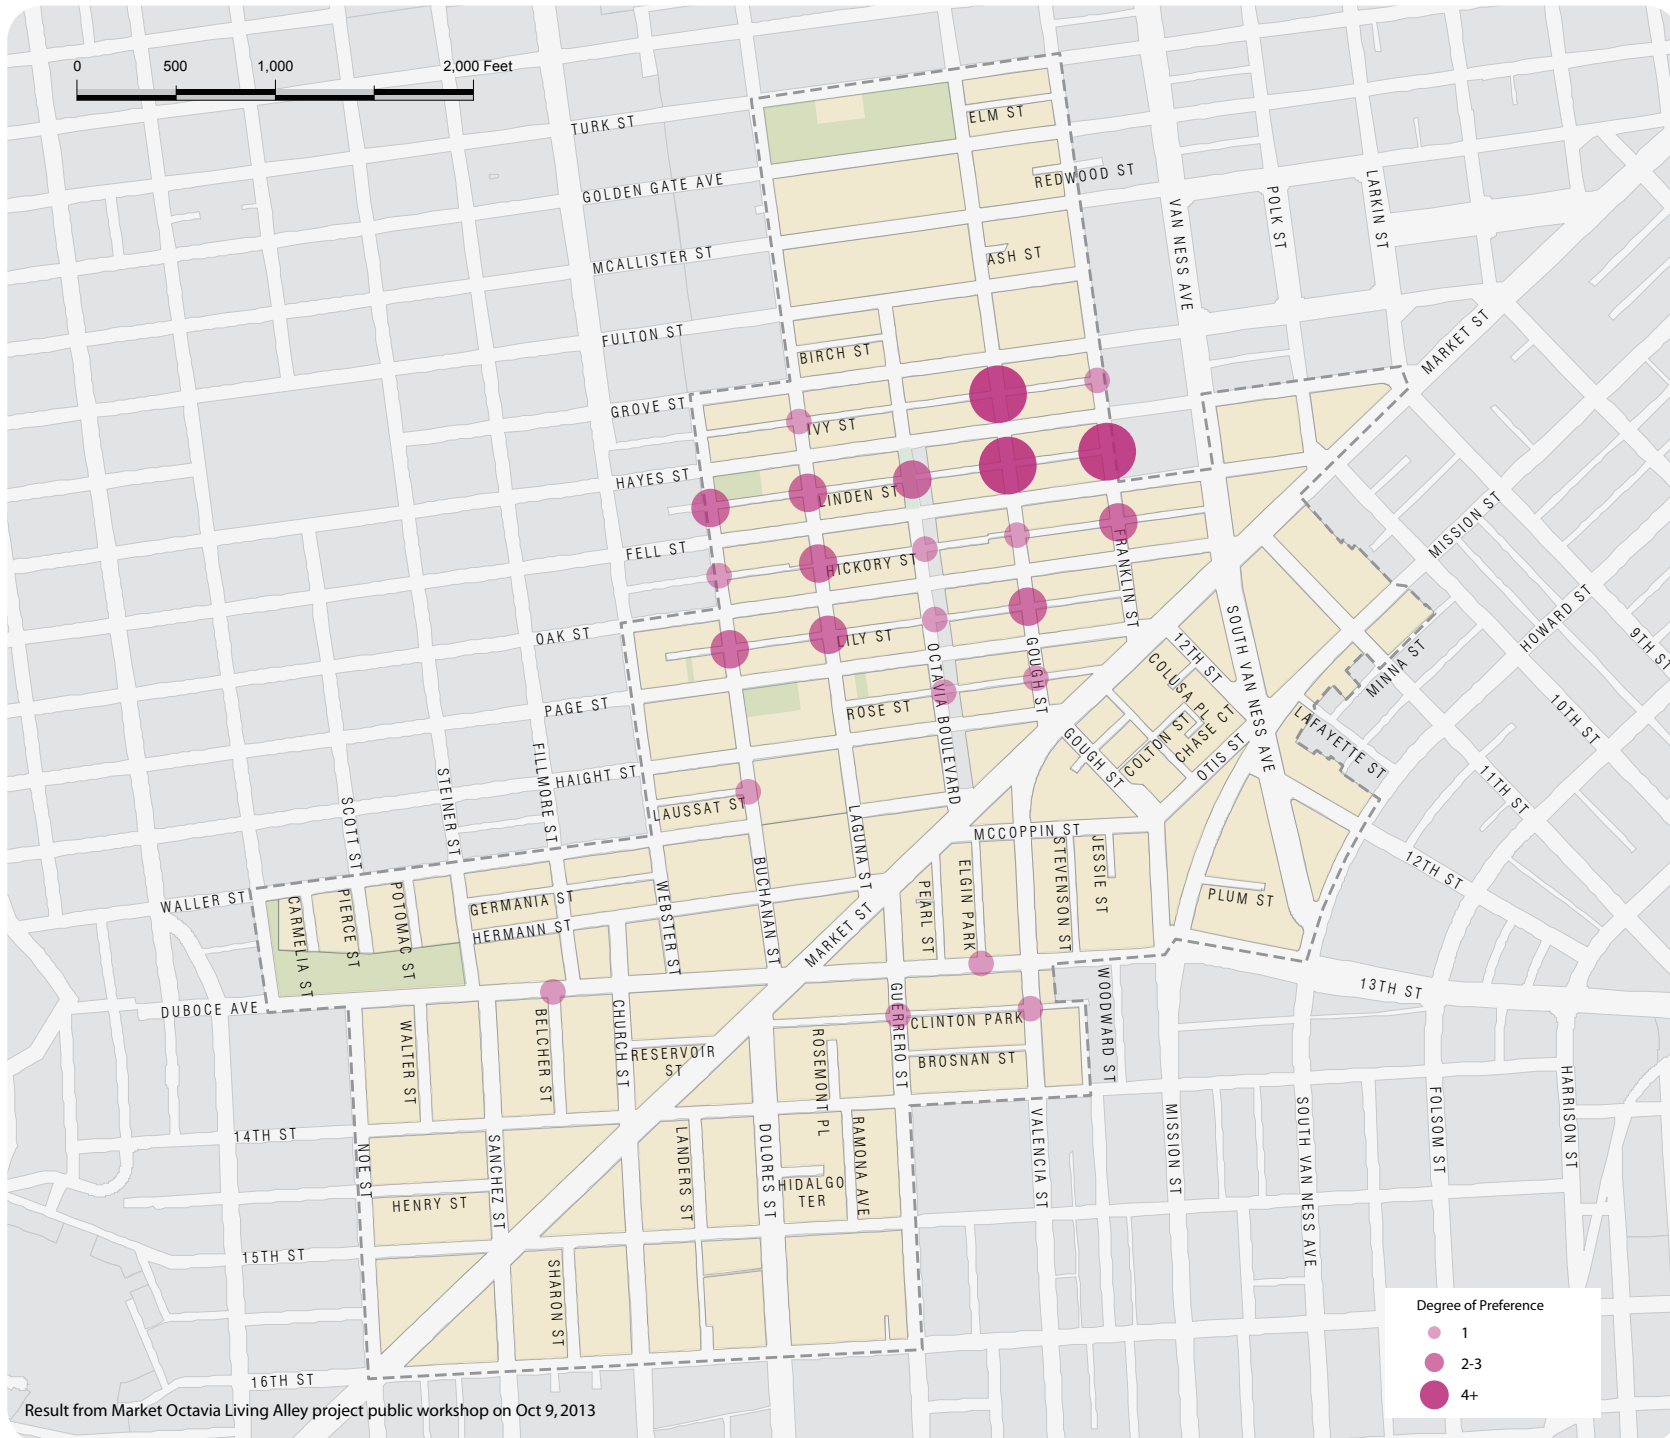 0
500
1,000
2,000 Feet
TURK ST
ELM ST
GOLDEN GATE AVE
REDWOOD ST
VAN NESS AVE
POLK ST
LARKIN ST
MCALLISTER ST
ASH ST
FULTON ST
BIRCH ST
MARKET ST
GROVE ST
IVY ST
HAYES ST
LINDEN ST
FELL ST
HICKORY ST
FRANKLIN ST
MISSION ST
HOWARD ST
9TH ST
OAK ST
LILY ST
OCTAVIA BOULEVARD
GOUGH ST
12TH ST
SOUTH VAN NESS AVE
COLUSA PL
MINNA ST
10TH ST
PAGE ST
ROSE ST
GOUGH ST
COLTON ST
CHASE CT
OTIS ST
LAFAYETTE ST
11TH ST
FILLMORE ST
HAIGHT ST
STEINER ST
SCOTT ST
LAUSSAT ST
LAGUNA ST
MCCOPPIN ST
12TH ST
WALLER ST
CARMELIA ST
PIERCE ST
POTOMAC ST
GERMANIA ST
HERMANN ST
WEBSTER ST
BUCHANAN ST
MARKET ST
PEARL ST
ELGIN PARK
STEVENSON ST
JESSIE ST
PLUM ST
DUBOCE AVE
13TH ST
WALTER ST
BELCHER ST
CHURCH ST
RESERVOIR
ST
ROSEMONT PL
GUERRERO ST
CLINTON PARK
BROSNAN ST
WOODWARD ST
14TH ST
NOE ST
SANCHEZ ST
LANDERS ST
DOLORES ST
RAMONA AVE
HIDALGO
TER
VALENCIA ST
MISSION ST
SOUTH VAN NESS AVE
FOLSOM ST
HARRISON ST
HENRY ST
15TH ST
SHARON ST
16TH ST
Degree of Preference
1
2-3
4+
Result from Market Octavia Living Alley project public workshop on Oct 9, 2013